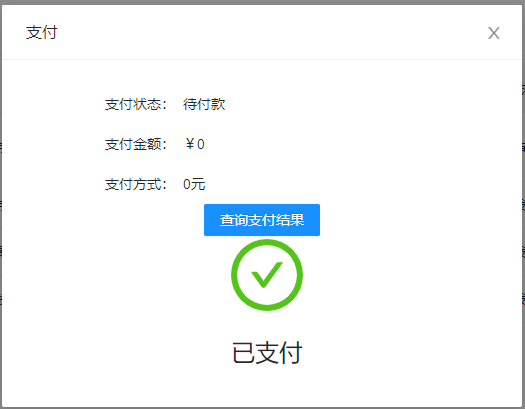 支付
支付状态： 待付款
支付金额： ￥0
支付方式： 0元
查询支付结果
已支付